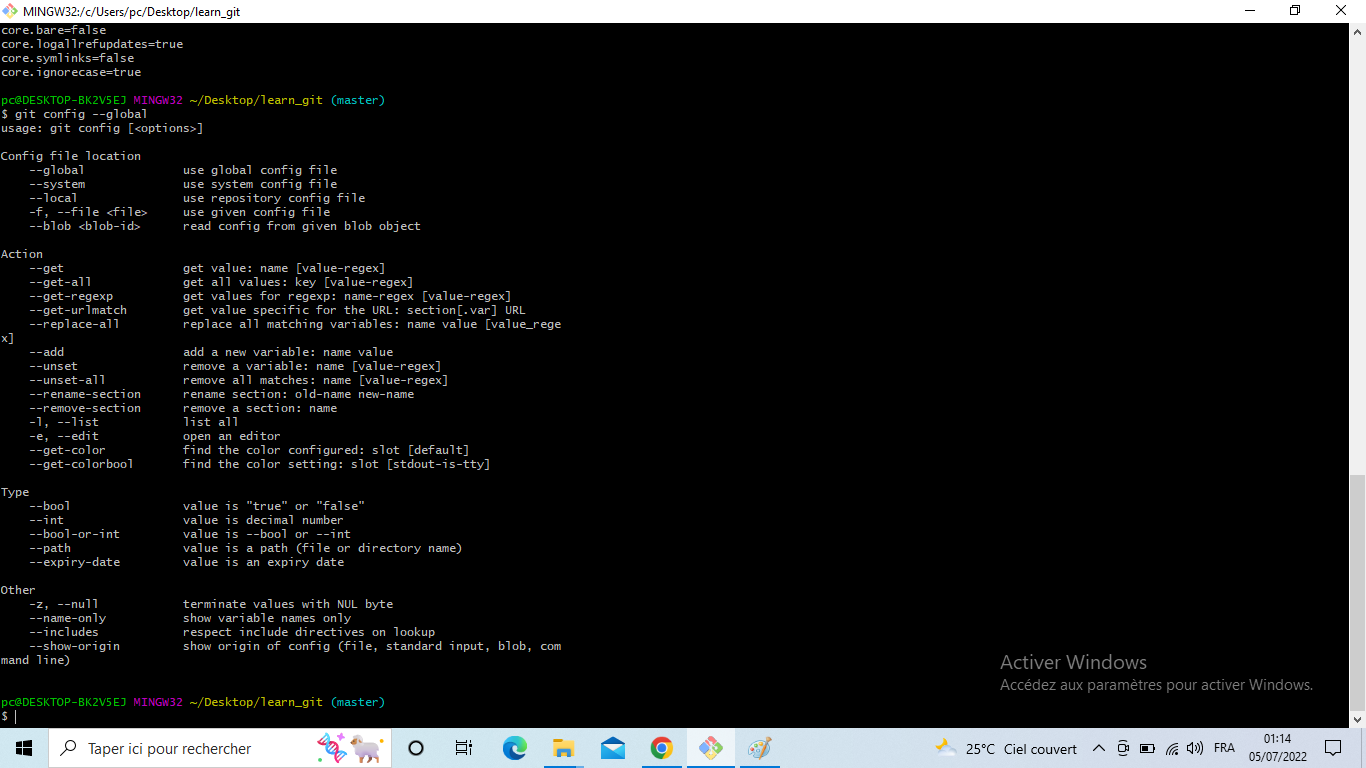 MINGW32:/c/Users/pc/Desktop/learn_git
core.bare=false
core.logallrefupdates=true
core.symlinks=false
core.ignorecase=true
pc@DESKTOP-BK2V5EJ MINGW32 ~/Desktop/learn_git (master)
$ git config --global
usage: git config [<options>]
Config file location
--global use global config file
--system use system config file
--local use repository config file
-f, --file <file> use given config file
--blob <blob-id> read config from given blob object
Action
--get get value: name [value-regex]
--get-all get all values: key [value-regex]
--get-regexp get values for regexp: name-regex [value-regex]
--get-urlmatch get value specific for the URL: section[.var] URL
--replace-all replace all matching variables: name value [value_rege
x]
--add add a new variable: name value
--unset remove a variable: name [value-regex]
--unset-all remove all matches: name [value-regex]
--rename-section rename section: old-name new-name
--remove-section remove a section: name
-l, --list list all
-e, --edit open an editor
--get-color find the color configured: slot [default]
--get-colorbool find the color setting: slot [stdout-is-tty]
Type
--bool value is "true" or "false"
--int value is decimal number
--bool-or-int value is --bool or --int
--path value is a path (file or directory name)
--expiry-date value is an expiry date
Other
-z, --null terminate values with NUL byte
--name-only show variable names only
--includes respect include directives on lookup
--show-origin show origin of config (file, standard input, blob, com
mand line)
pc@DESKTOP-BK2V5EJ MINGW32 ~/Desktop/learn_git (master)
$
Activer Windows
Accédez aux paramètres pour activer Windows.
Taper ici pour rechercher
25°C Ciel couvert
FRA
01:14
05/07/2022